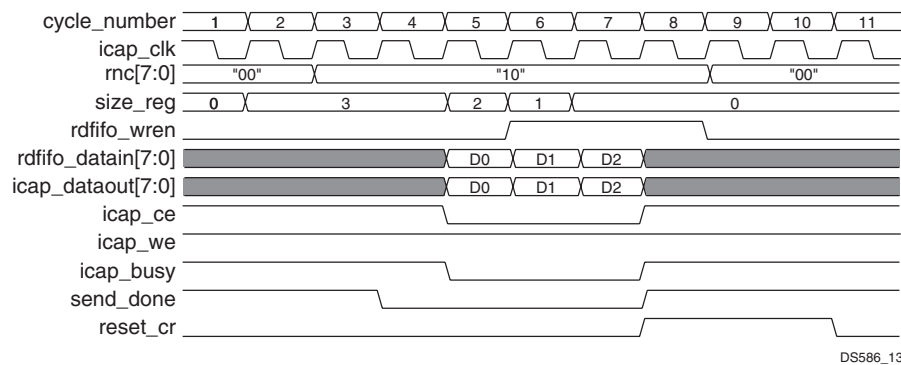 cycle_number 1 2 3 4 5 6 7 8 9 10 11
icap_clk
rnc[7:0] "00" "10" "00"
size_reg 0 3 2 1 0
rdfifo_wren
rdfifo_datain[7:0] D0 D1 D2
icap_dataout[7:0] D0 D1 D2
icap_ce
icap_we
icap_busy
send_done
reset_cr
DS586_13